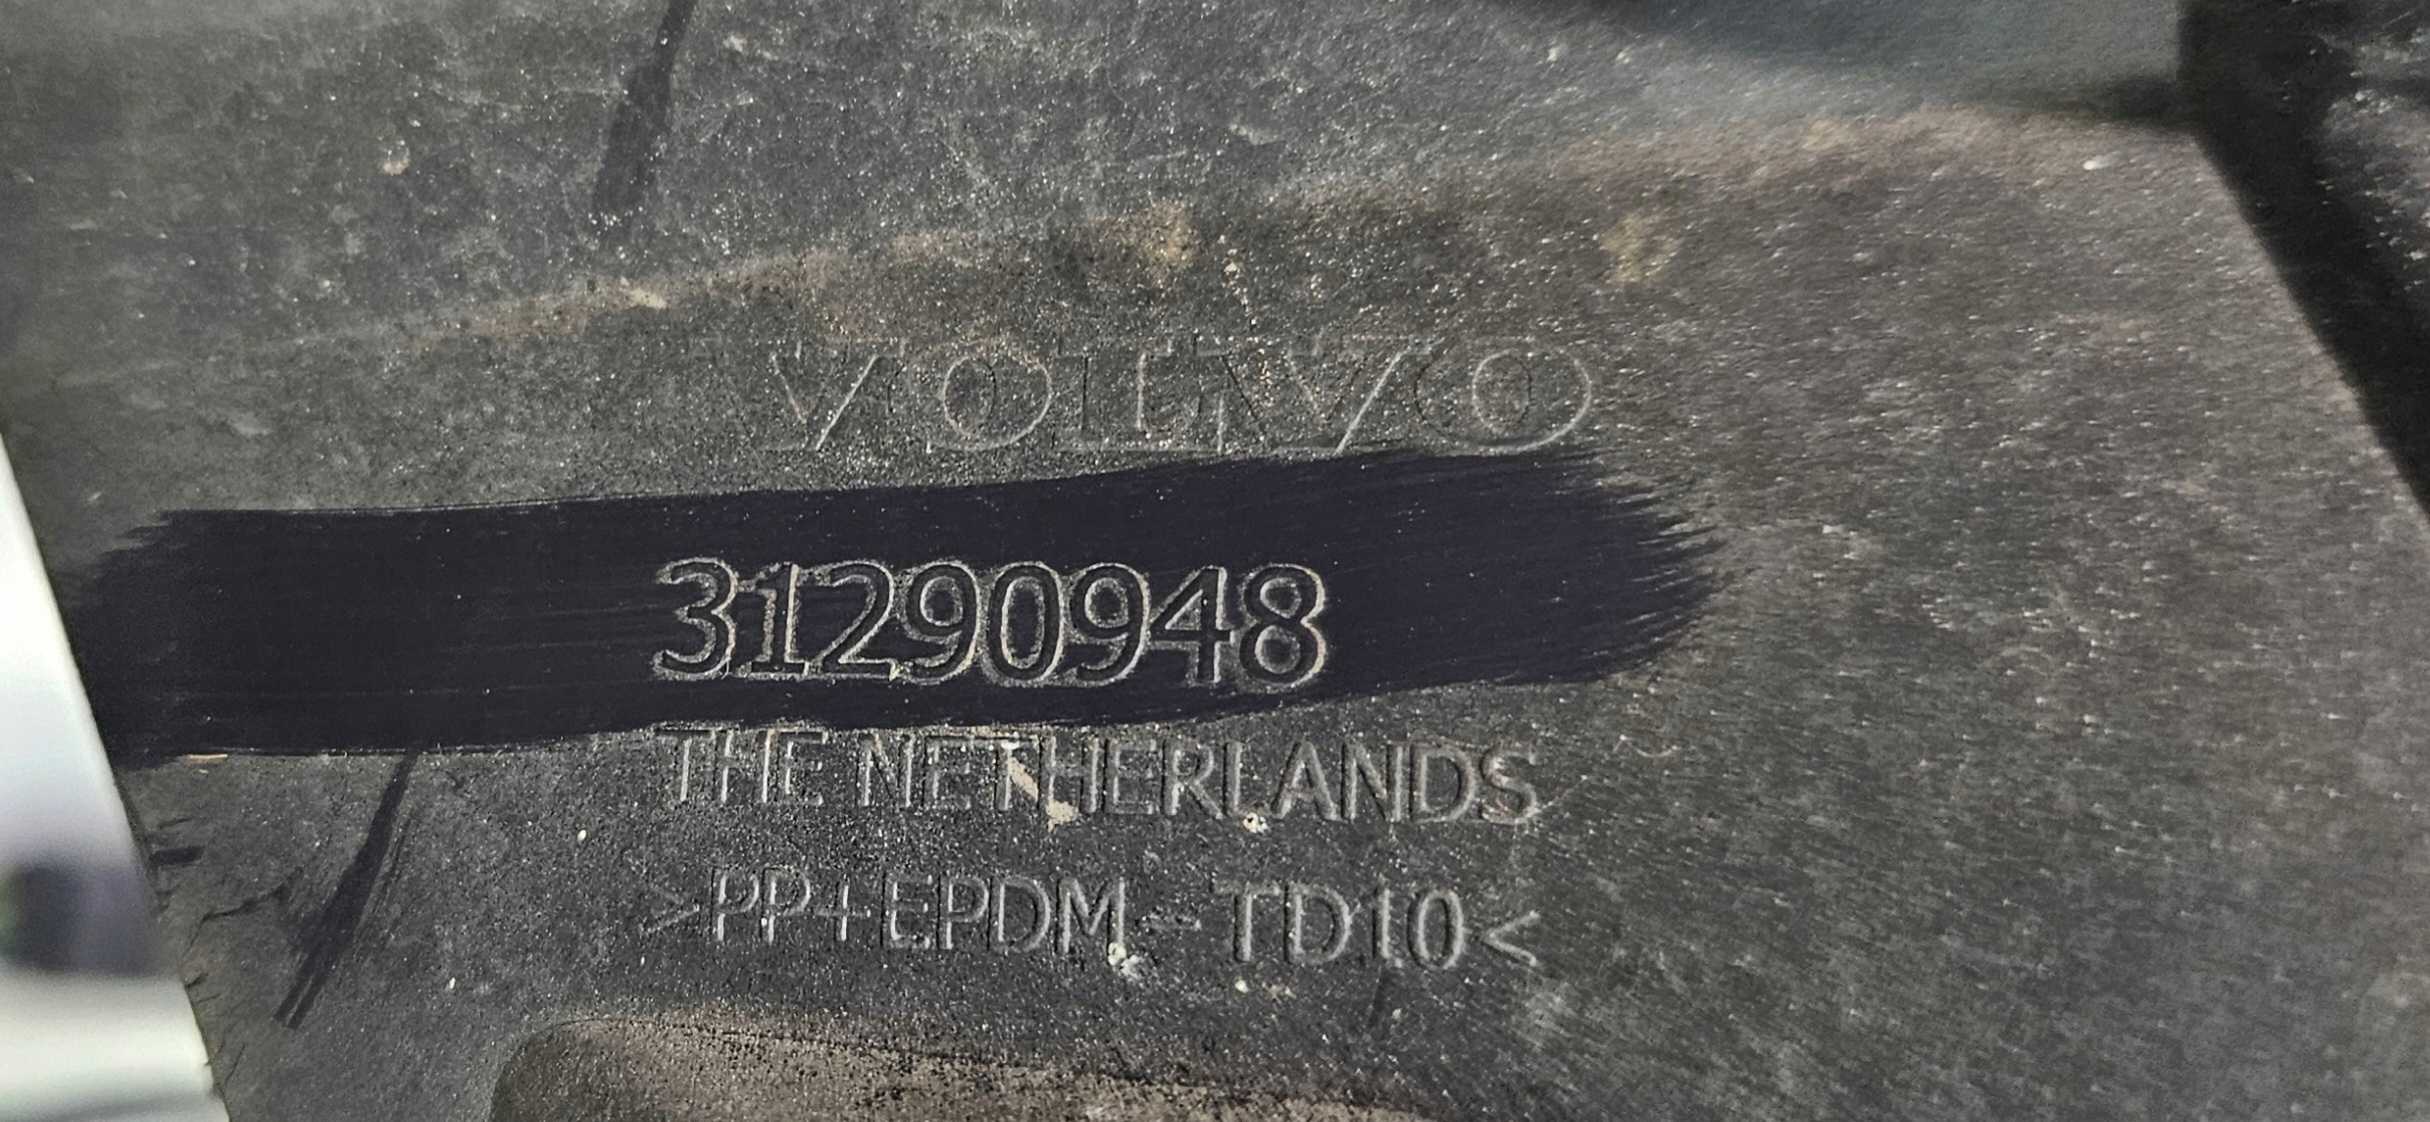 VOLVO
31290948
THE NETHERLANDS
>PP+EPDM-TD10<